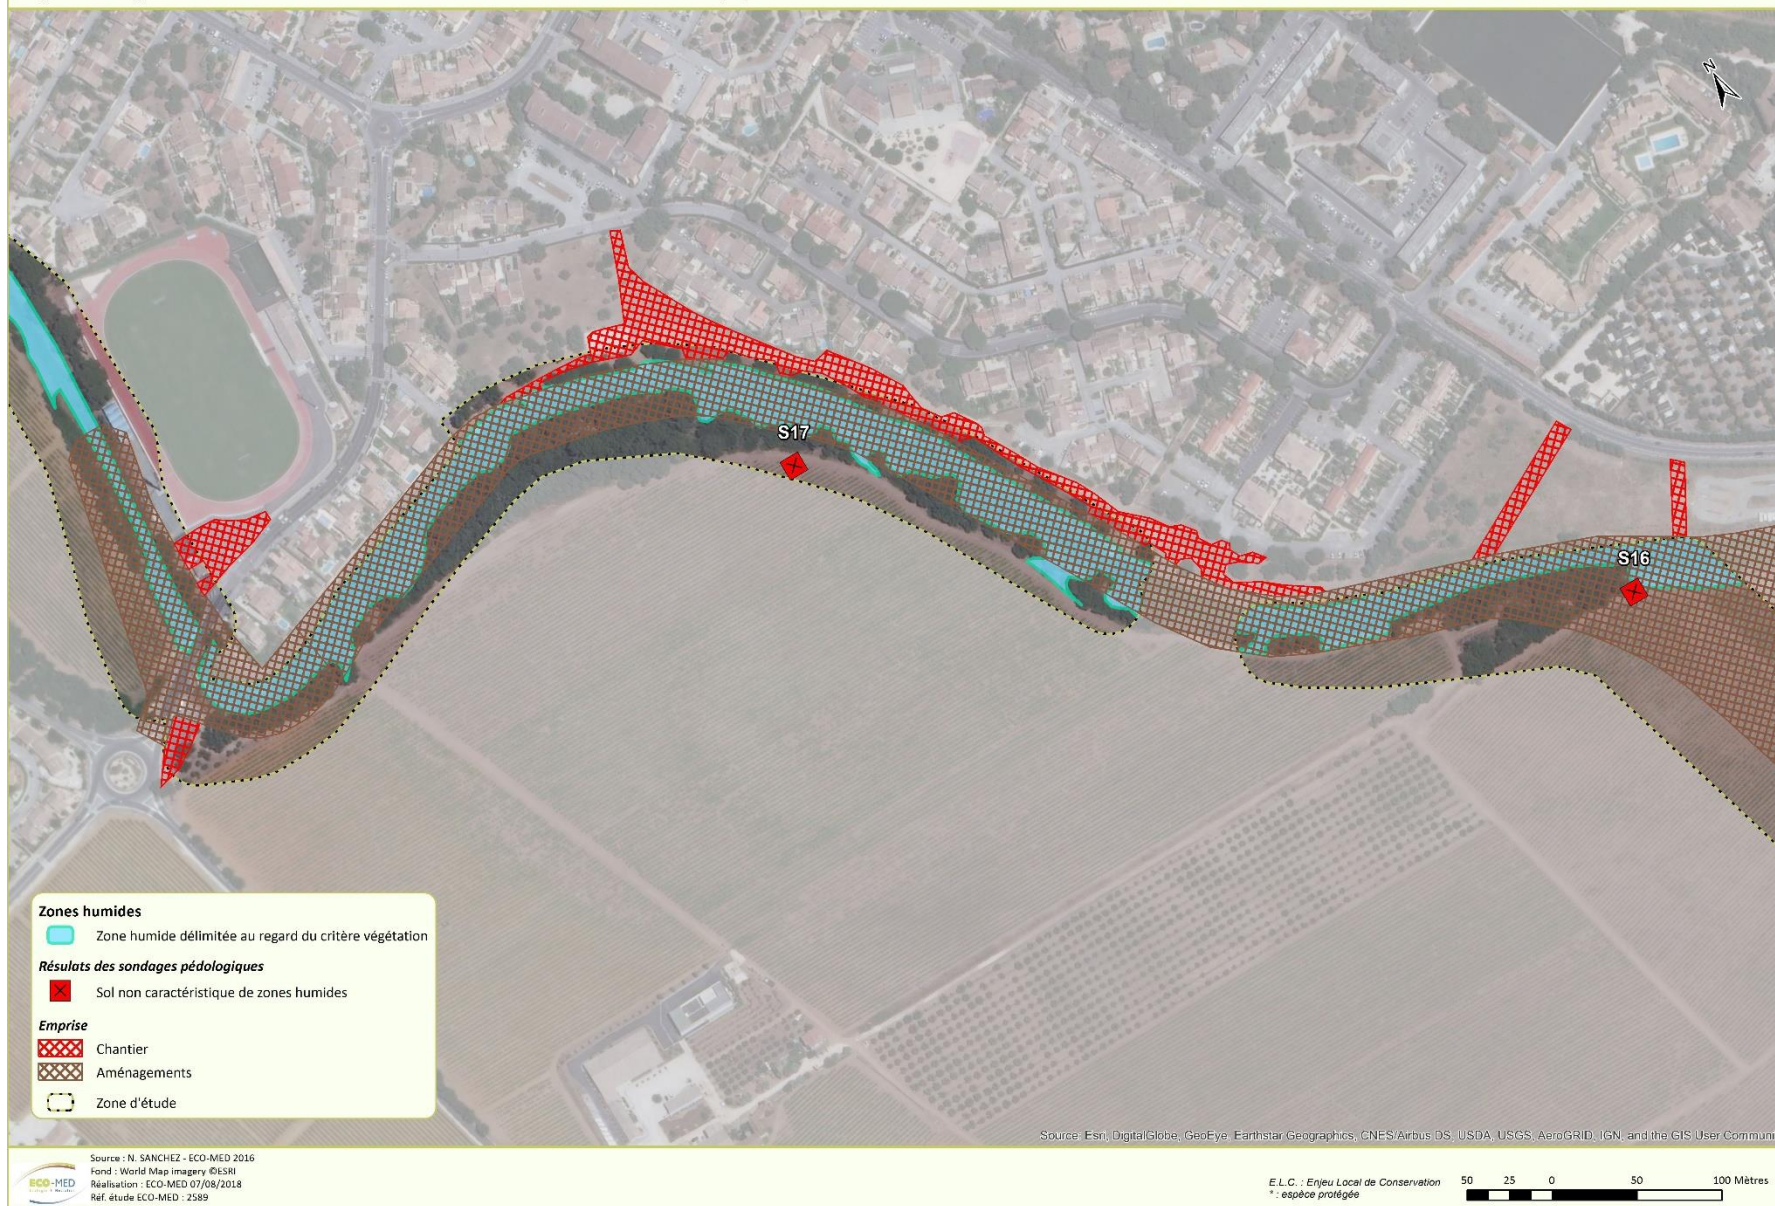 N
S17
S16
Zones humides
Zone humide délimitée au regard du critère végétation
Résulats des sondages pédologiques
Sol non caractéristique de zones humides
Emprise
Chantier
Aménagements
Zone d'étude
Source: Esri, DigitalGlobe, GeoEye, Earthstar Geographics, CNES/Airbus DS, USDA, USGS, AeroGRID, IGN, and the GIS User Communi
ECO-MED
Source : N. SANCHEZ - ECO-MED 2016
Fond : World Map imagery ©ESRI
Réalisation : ECO-MED 07/08/2018
Réf. étude ECO-MED : 2589
E.L.C. : Enjeu Local de Conservation
* : espèce protégée
50 25 0 50 100 Mètres